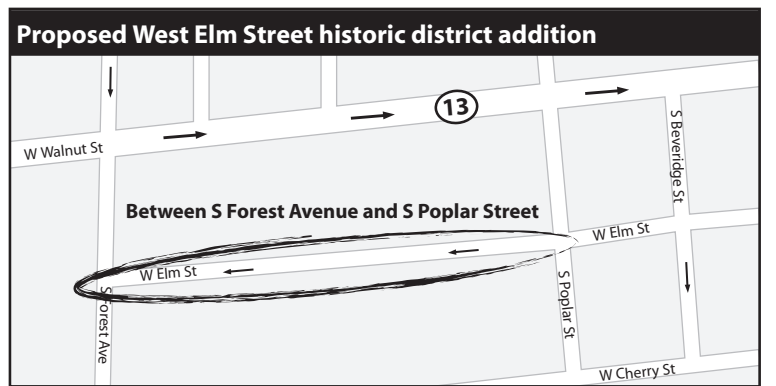 Proposed West Elm Street historic district addition
13
W Walnut St
S Beveridge St
Between S Forest Avenue and S Poplar Street
W Elm St
W Elm St
S Forest Ave
S Poplar St
W Cherry St